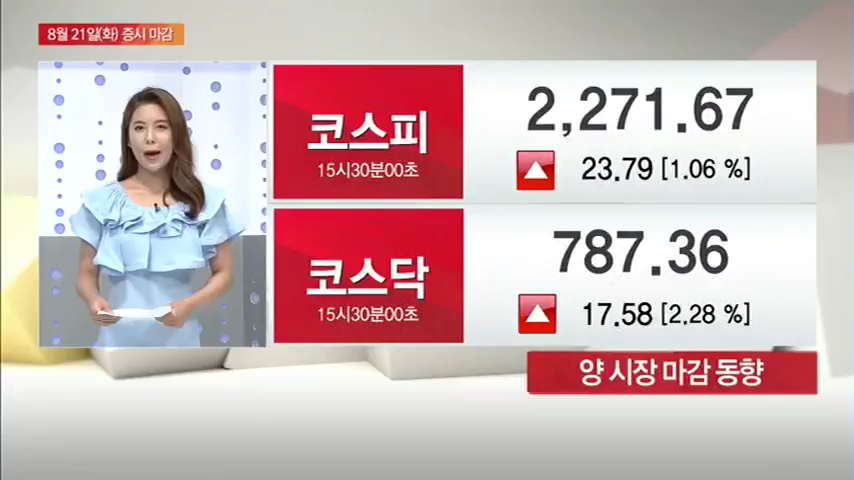 8월 21일(화) 증시 마감
코스피
15시30분00초
2,271.67
▲ 23.79 [1.06 %]
코스닥
15시30분00초
787.36
▲ 17.58 [2.28 %]
양 시장 마감 동향